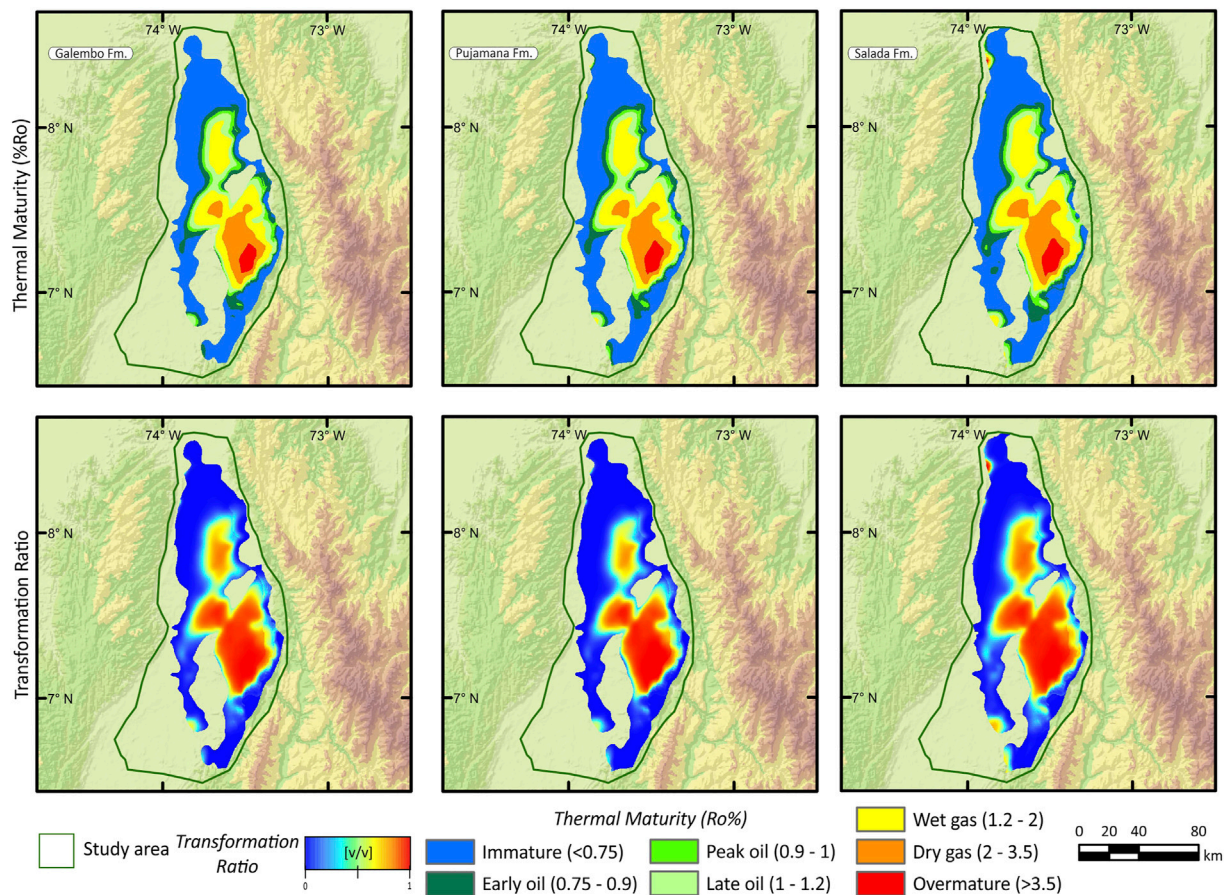 74° W 73° W
Galembo Fm.
8° N
7° N
Thermal Maturity (%Ro)
74° W 73° W
Pujamana Fm.
8° N
7° N
74° W 73° W
Salada Fm.
8° N
7° N
74° W 73° W
8° N
7° N
Transformation Ratio
74° W 73° W
8° N
7° N
74° W 73° W
8° N
7° N
Study area
Transformation
Ratio
[v/v]
0 1
Thermal Maturity (Ro%)
Immature (<0.75)
Early oil (0.75 - 0.9)
Peak oil (0.9 - 1)
Late oil (1 - 1.2)
Wet gas (1.2 - 2)
Dry gas (2 - 3.5)
Overmature (>3.5)
0 20 40 80
km